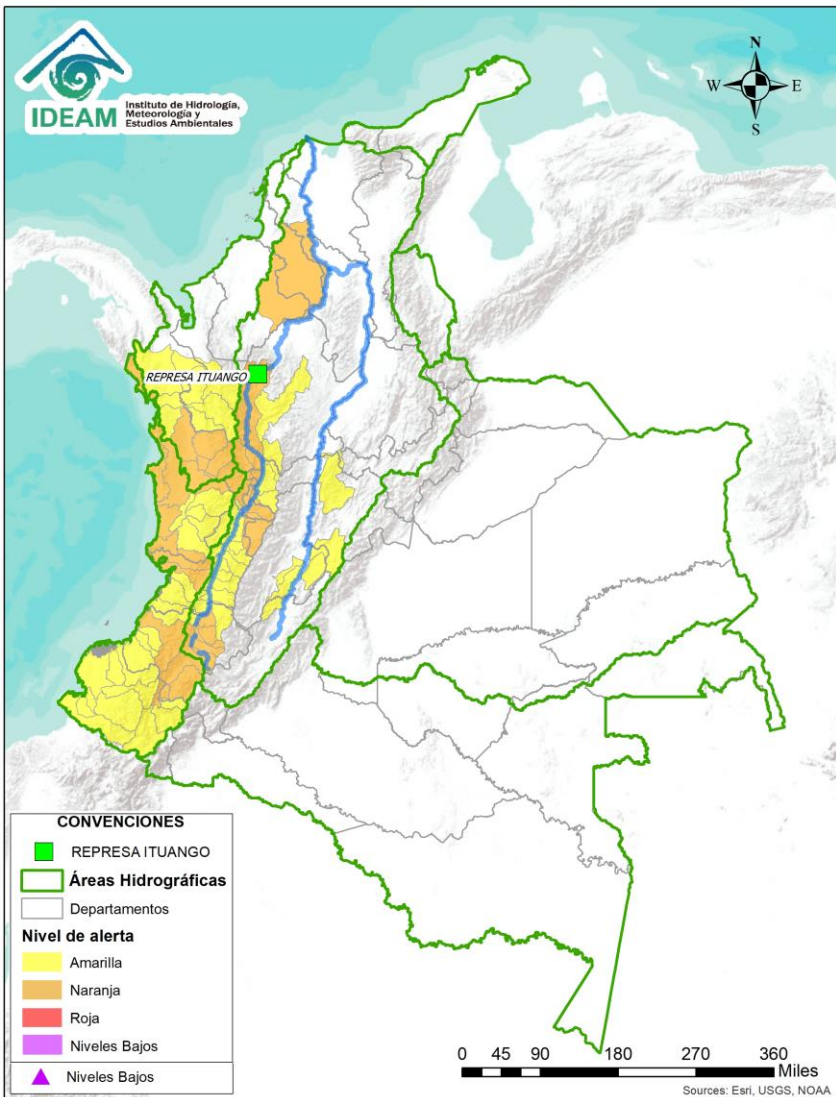 IDEAM
Instituto de Hidrología,
Meteorología y
Estudios Ambientales
N
W
E
S
REPRESA ITUANGO
CONVENCIONES
REPRESA ITUANGO
Áreas Hidrográficas
Departamentos
Nivel de alerta
Amarilla
Naranja
Roja
Niveles Bajos
Niveles Bajos
0 45 90 180 270 360
Miles
Sources: Esri, USGS, NOAA